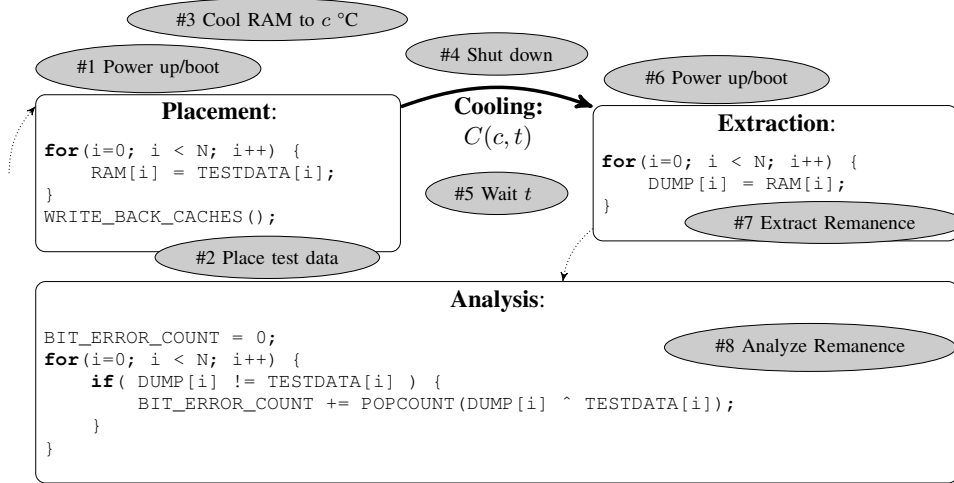 #3 Cool RAM to c °C
#1 Power up/boot
#4 Shut down
#6 Power up/boot
Placement:
for(i=0; i < N; i++) {
RAM[i] = TESTDATA[i];
}
WRITE_BACK_CACHES();
#2 Place test data
Cooling:
C(c, t)
#5 Wait t
Extraction:
for(i=0; i < N; i++) {
DUMP[i] = RAM[i];
}
#7 Extract Remanence
Analysis:
BIT_ERROR_COUNT = 0;
for(i=0; i < N; i++) {
if( DUMP[i] != TESTDATA[i] ) {
BIT_ERROR_COUNT += POPCOUNT(DUMP[i] ^ TESTDATA[i]);
}
}
#8 Analyze Remanence